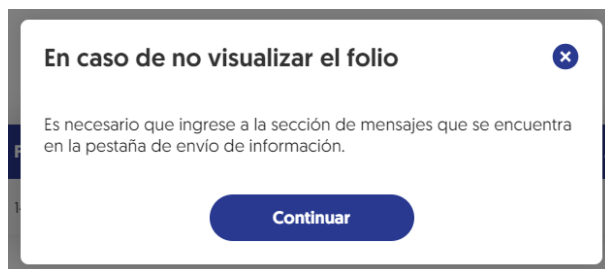 En caso de no visualizar el folio
Es necesario que ingrese a la sección de mensajes que se encuentra
en la pestaña de envío de información.
Continuar